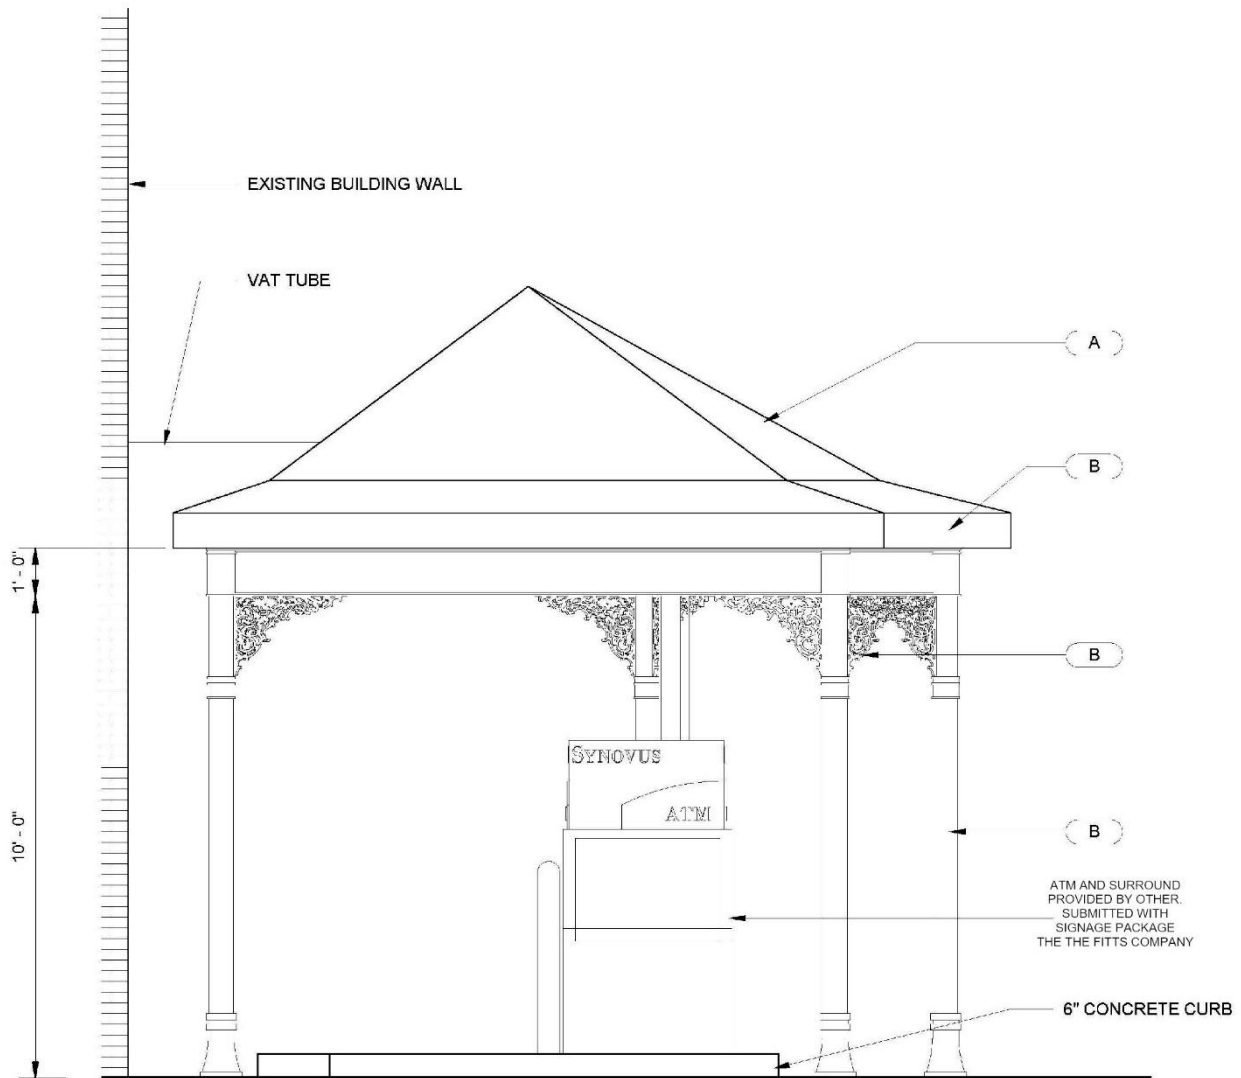 EXISTING BUILDING WALL
VAT TUBE
A
B
1' - 0"
B
SYNOVUS
ATM
10' - 0"
B
ATM AND SURROUND
PROVIDED BY OTHER.
SUBMITTED WITH
SIGNAGE PACKAGE
THE THE FITTS COMPANY
6" CONCRETE CURB